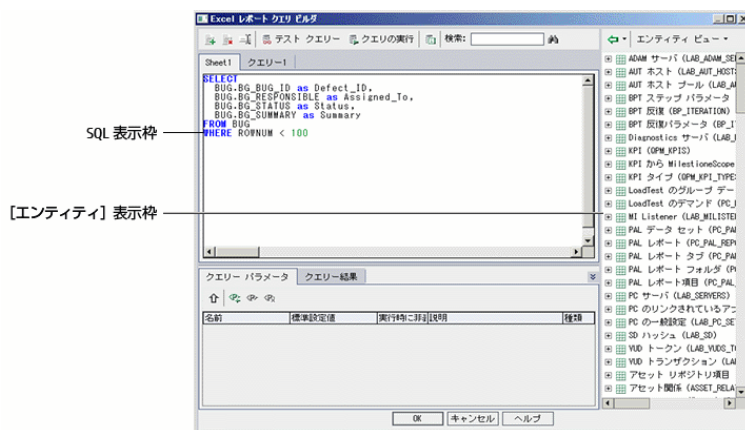 Excel レポート クエリ ビルダ
テスト クエリー クエリの実行 検索:
エンティティ ビュー
Sheet1 クエリー1
SELECT
BUG.BG_BUG_ID as Defect_ID,
BUG.BG_RESPONSIBLE as Assigned_To,
BUG.BG_STATUS as Status,
BUG.BG_SUMMARY as Summary
FROM BUG
WHERE ROWNUM < 100
SQL 表示枠
[エンティティ] 表示枠
ADAM サーバ (LAB_ADAM_SE
AUT ホスト (LAB_AUT_HOST
AUT ホスト プール (LAB_A
BPT ステップ パラメータ
BPT 反復 (BP_ITERATION)
BPT 反復パラメータ (BP_I
Diagnostics サーバ (LAB_
KPI (OPM_KPIS)
KPI から MilestioneScope
KPI タイプ (OPM_KPI_TYPE
LoadTest のグループ デー
LoadTest のデマンド (PC_
MI Listener (LAB_MILISTE
PAL データ セット (PC_PA
PAL レポート (PC_PAL_REP
PAL レポート タブ (PC_PA
PAL レポート フォルダ (P
PAL レポート項目 (PC_PAL_
PC サーバ (LAB_SERVERS)
PC のリンクされているア
PC の一般設定 (LAB_PC_SE
SD ハッシュ (LAB_SD)
VUD トークン (LAB_VUDS_T
VUD トランザクション (LA
アセット リポジトリ項目
アセット関係 (ASSET_RELA
クエリー パラメータ クエリー結果
名前 標準設定値 実行時に 説明 種類
OK キャンセル ヘルプ